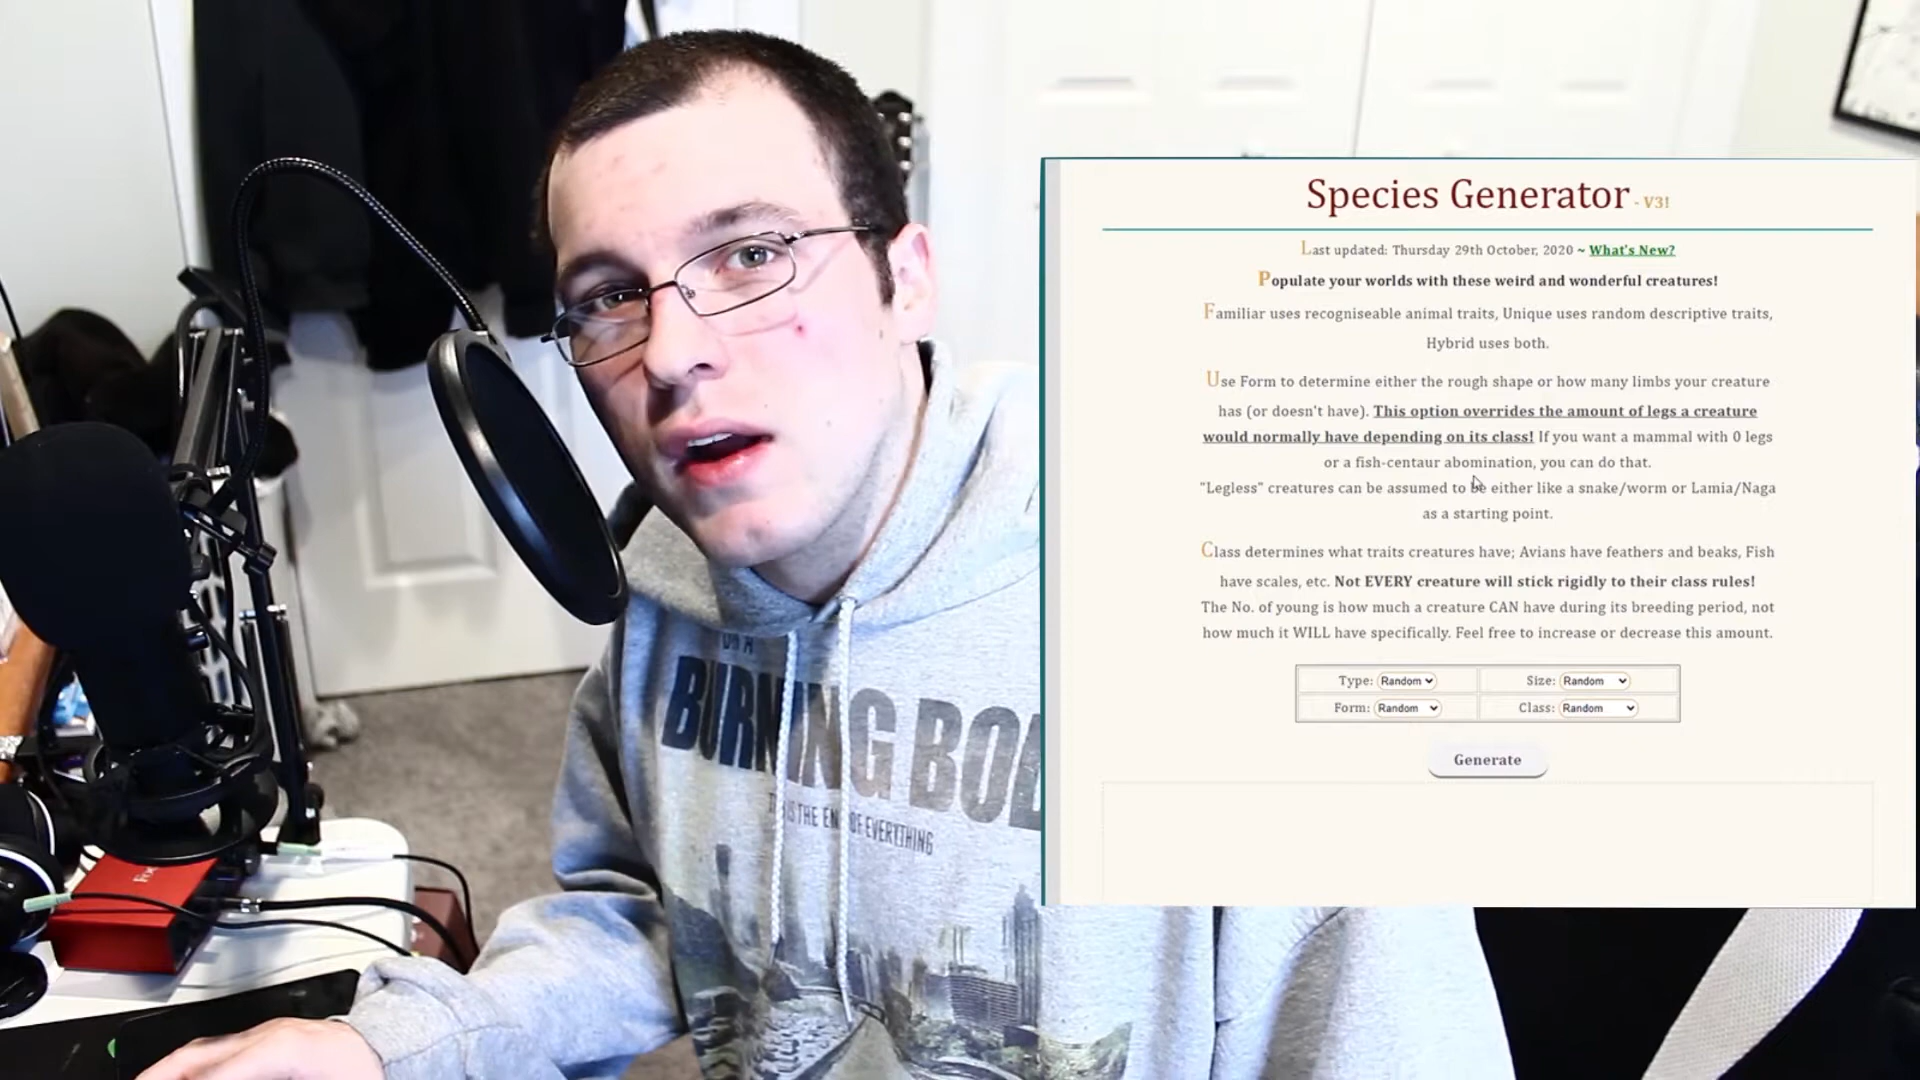 Species Generator - V3!
Last updated: Thursday 29th October, 2020 ~ What's New?
Populate your worlds with these weird and wonderful creatures!
Familiar uses recogniseable animal traits, Unique uses random descriptive traits,
Hybrid uses both.
Use Form to determine either the rough shape or how many limbs your creature
has (or doesn't have). This option overrides the amount of legs a creature
would normally have depending on its class! If you want a mammal with 0 legs
or a fish-centaur abomination, you can do that.
"Legless" creatures can be assumed to be either like a snake/worm or Lamia/Naga
as a starting point.
Class determines what traits creatures have; Avians have feathers and beaks, Fish
have scales, etc. Not EVERY creature will stick rigidly to their class rules!
The No. of young is how much a creature CAN have during its breeding period, not
how much it WILL have specifically. Feel free to increase or decrease this amount.
Type: Random Size: Random
Form: Random Class: Random
Generate
BURNING
OF EVERYTHING